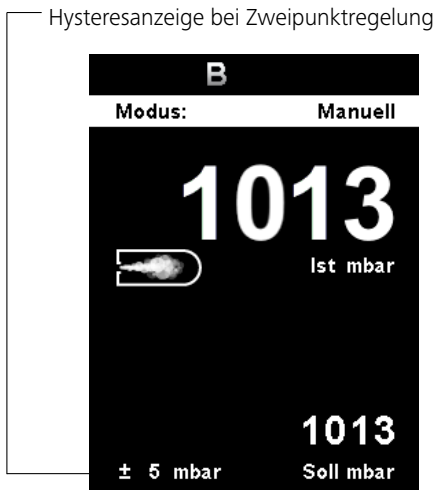 Hysteresanzeige bei Zweipunktregelung
B
Modus: Manuell
1013
Ist mbar
1013
± 5 mbar Soll mbar